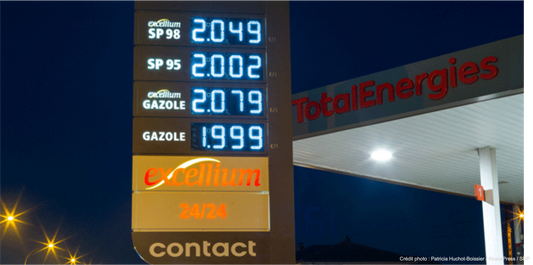 excellium
SP 98 2.049
SP 95 2.002
excellium
GAZOLE 2.079
GAZOLE 1.999
excellium
24/24
contact
TotalEnergies
1
Crédit photo : Patricia Huchot-Boissier